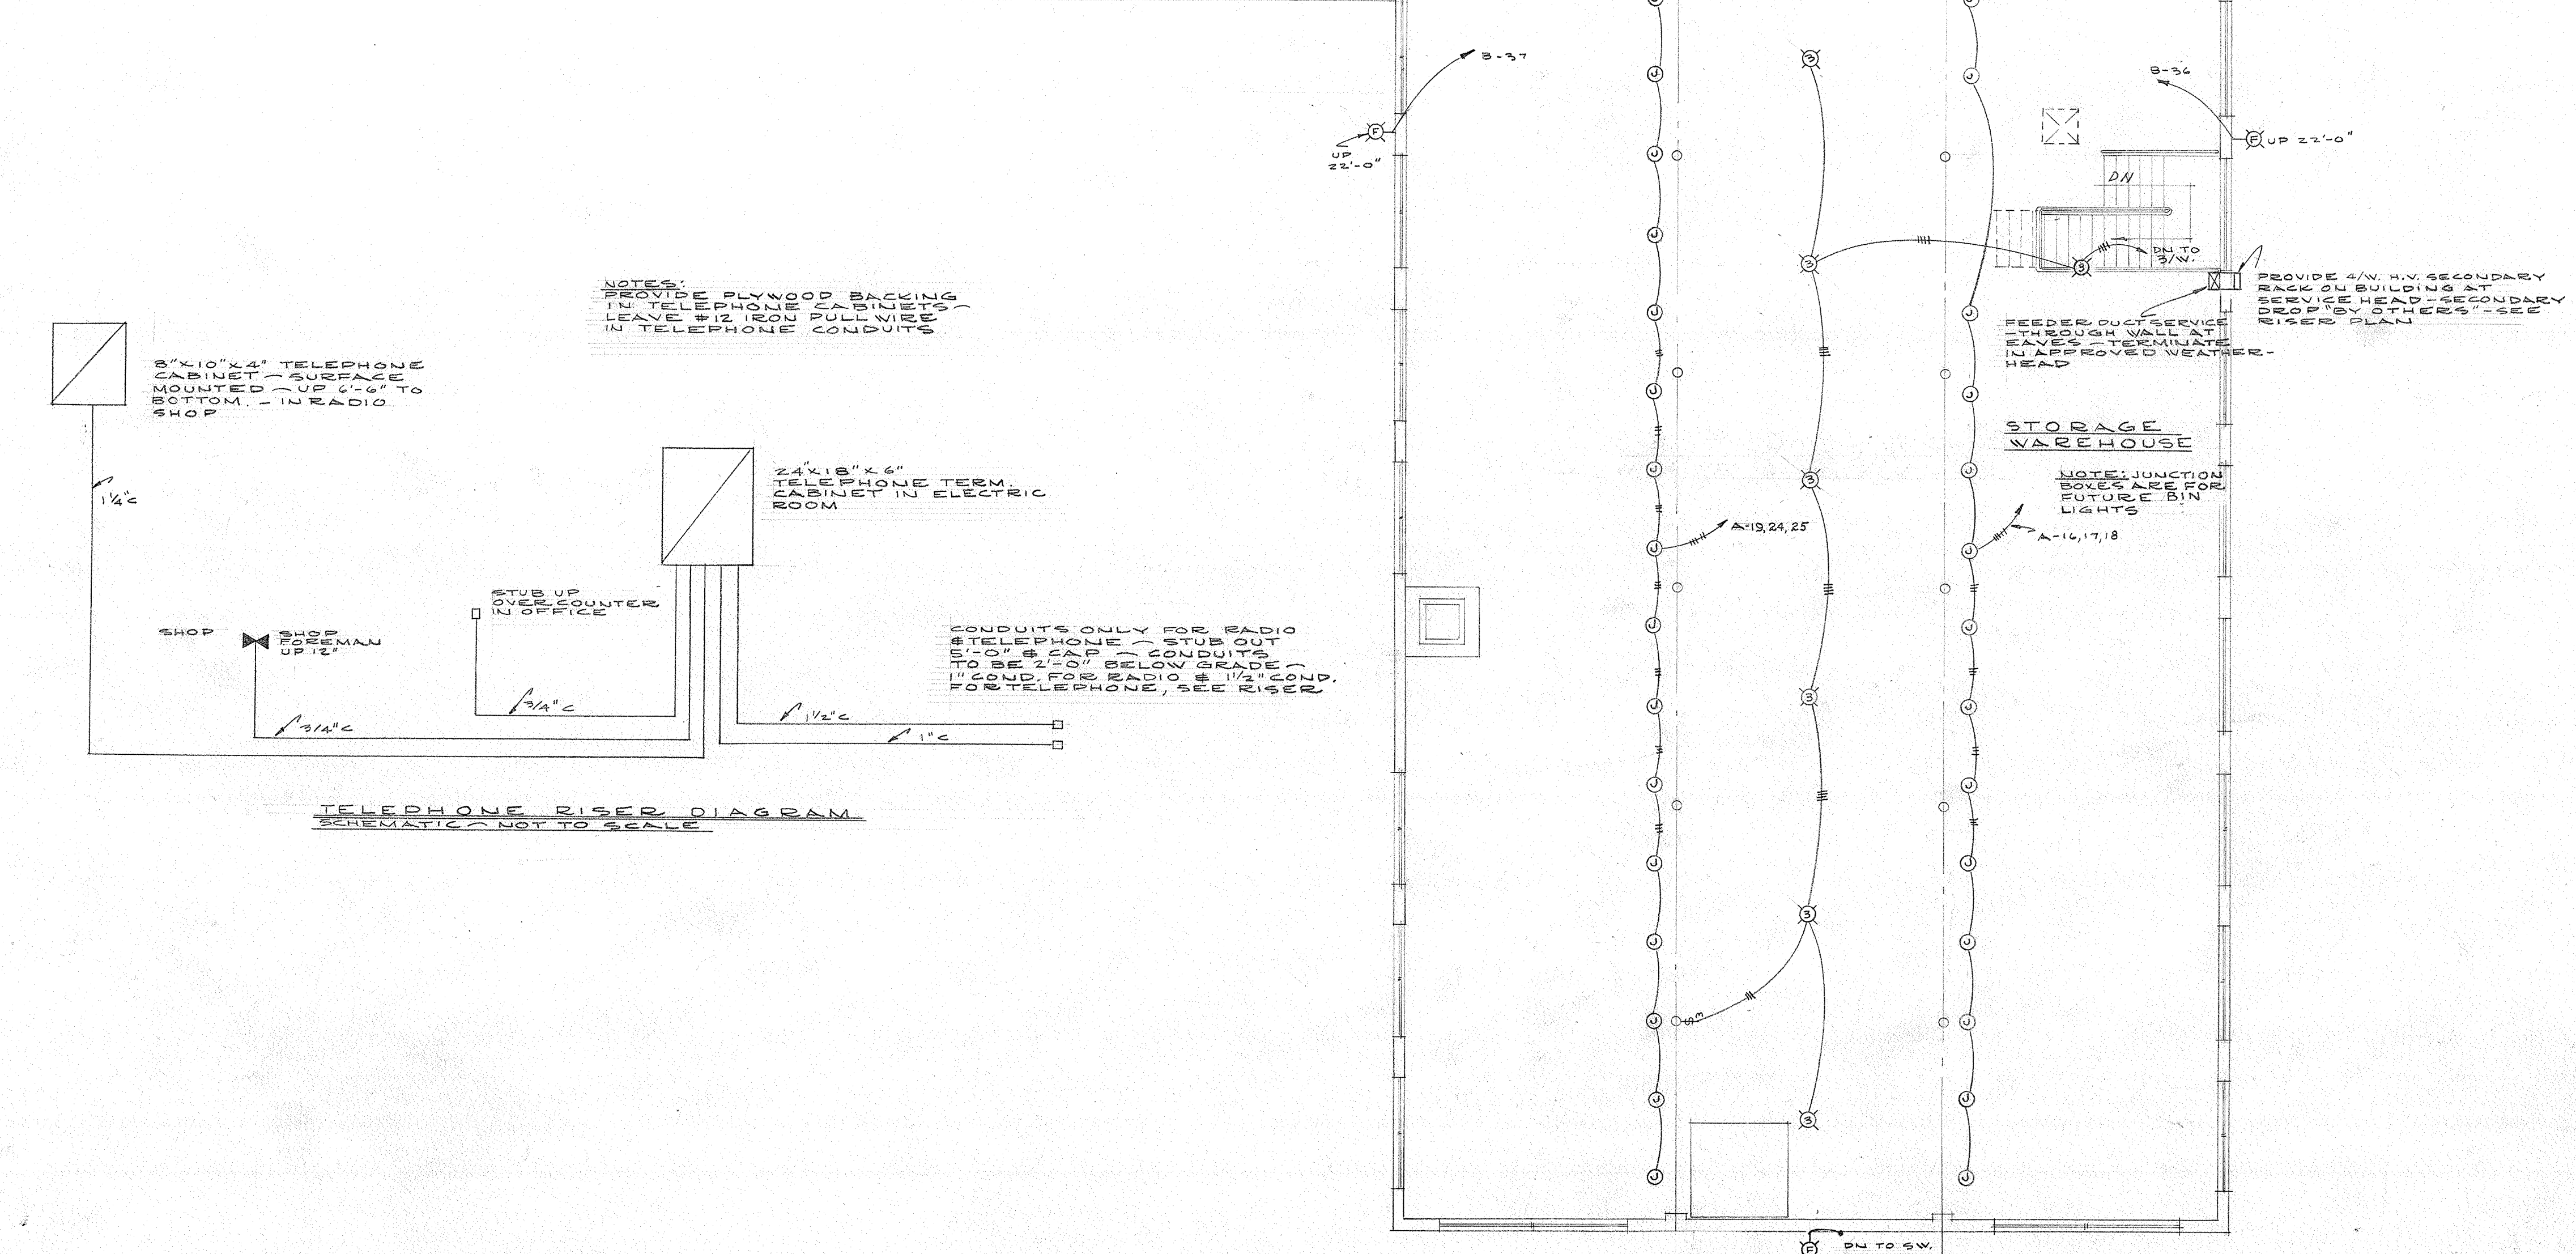 B-37
UP
22'-0"
F
B-36
F UP 22'-0"
DN
DN TO
3/W.
NOTES:
PROVIDE PLYWOOD BACKING
IN TELEPHONE CABINETS—
LEAVE #12 IRON PULL WIRE
IN TELEPHONE CONDUITS
8"X10"X4" TELEPHONE
CABINET — SURFACE
MOUNTED — UP 6'-6" TO
BOTTOM. — IN RADIO
SHOP
1¼"C
24"X18"X6"
TELEPHONE TERM.
CABINET IN ELECTRIC
ROOM
STUB UP
OVER COUNTER
IN OFFICE
SHOP
SHOP
FOREMAN
UP 12"
3/4"C
3/4"C
1½"C
1"C
CONDUITS ONLY FOR RADIO
& TELEPHONE — STUB OUT
5'-0" & CAP — CONDUITS
TO BE 2'-0" BELOW GRADE —
1" COND. FOR RADIO & 1½" COND.
FOR TELEPHONE, SEE RISER
TELEPHONE RISER DIAGRAM
SCHEMATIC — NOT TO SCALE
PROVIDE 4/W. H.V. SECONDARY
RACK ON BUILDING AT
SERVICE HEAD - SECONDARY
DROP "BY OTHERS" - SEE
RISER PLAN
FEEDER DUCT SERVICE
-THROUGH WALL AT
EAVES - TERMINATE
IN APPROVED WEATHER-
HEAD
STORAGE
WAREHOUSE
NOTE: JUNCTION
BOXES ARE FOR
FUTURE BIN
LIGHTS
A-19, 24, 25
A-16, 17, 18
S3
F
DN TO SW.